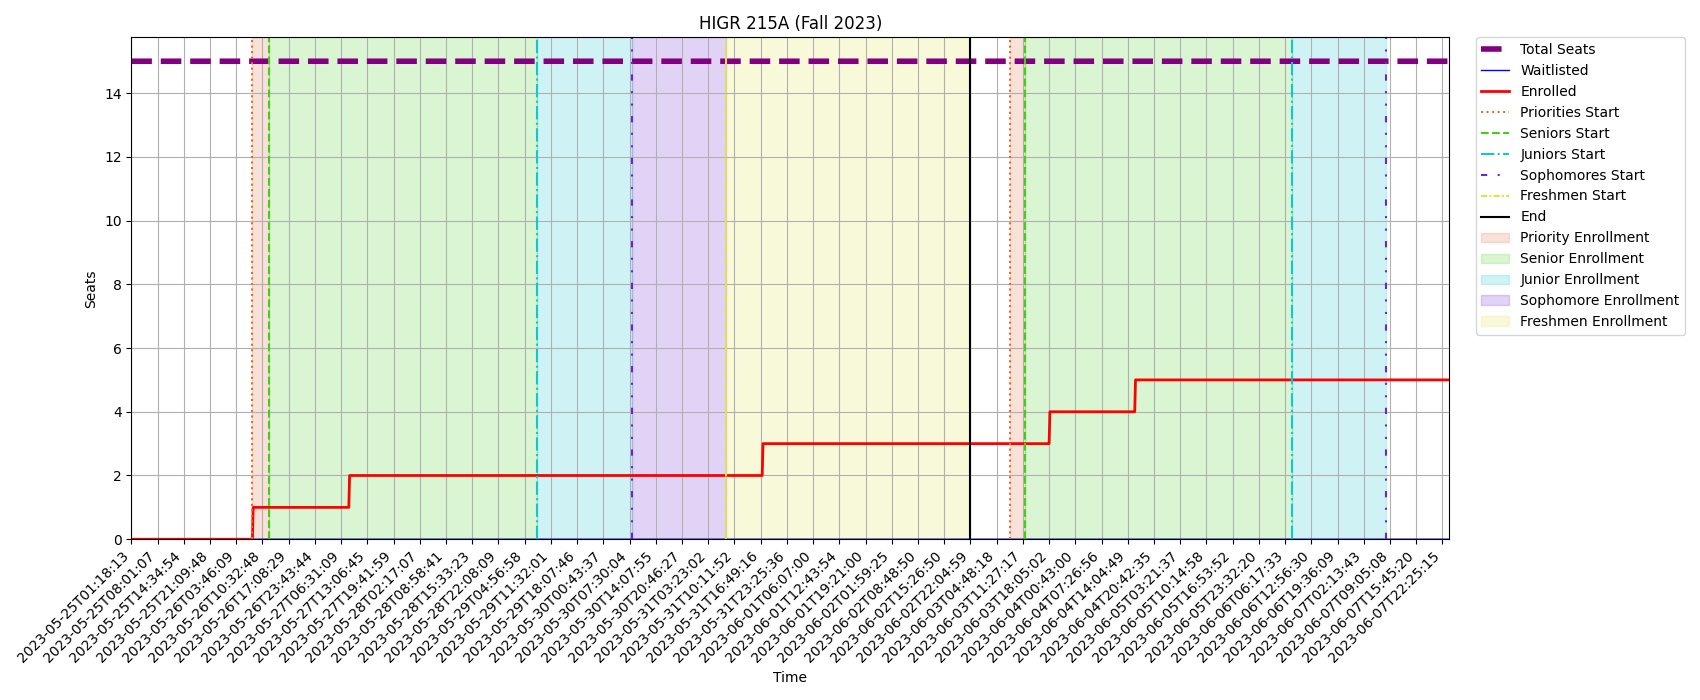 HIGR 215A (Fall 2023)
Seats
14
12
10
8
6
4
2
0
2023-05-25T01:18:13
2023-05-25T08:01:07
2023-05-25T14:34:54
2023-05-25T21:09:48
2023-05-26T03:46:09
2023-05-26T10:32:48
2023-05-26T17:08:29
2023-05-26T23:43:44
2023-05-27T06:31:09
2023-05-27T13:06:45
2023-05-27T19:41:59
2023-05-28T02:17:07
2023-05-28T08:58:41
2023-05-28T15:33:23
2023-05-28T22:08:09
2023-05-29T04:56:58
2023-05-29T11:32:01
2023-05-29T18:07:46
2023-05-30T00:43:37
2023-05-30T07:30:04
2023-05-30T14:07:55
2023-05-30T20:46:27
2023-05-31T03:23:02
2023-05-31T10:11:52
2023-05-31T16:49:16
2023-05-31T23:25:36
2023-06-01T06:07:00
2023-06-01T12:43:54
2023-06-01T19:21:00
2023-06-02T01:59:25
2023-06-02T08:48:50
2023-06-02T15:26:50
2023-06-02T22:04:59
2023-06-03T04:48:18
2023-06-03T11:27:17
2023-06-03T18:05:02
2023-06-04T00:43:00
2023-06-04T07:26:56
2023-06-04T14:04:49
2023-06-04T20:42:35
2023-06-05T03:21:37
2023-06-05T10:14:58
2023-06-05T16:53:52
2023-06-05T23:32:20
2023-06-06T06:17:33
2023-06-06T12:56:30
2023-06-06T19:36:09
2023-06-07T02:13:43
2023-06-07T09:05:08
2023-06-07T15:45:20
2023-06-07T22:25:15
Time
Total Seats
Waitlisted
Enrolled
Priorities Start
Seniors Start
Juniors Start
Sophomores Start
Freshmen Start
End
Priority Enrollment
Senior Enrollment
Junior Enrollment
Sophomore Enrollment
Freshmen Enrollment